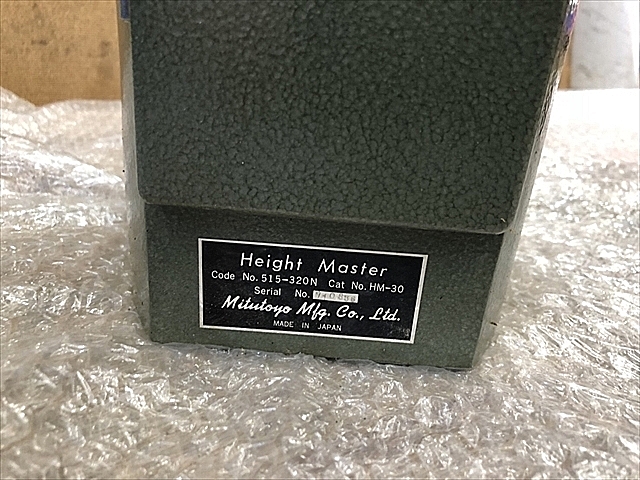 Height Master
Code No. 515-320N Cat No. HM-30
Serial No.
Mitutoyo Mfg. Co., Ltd.
MADE IN JAPAN